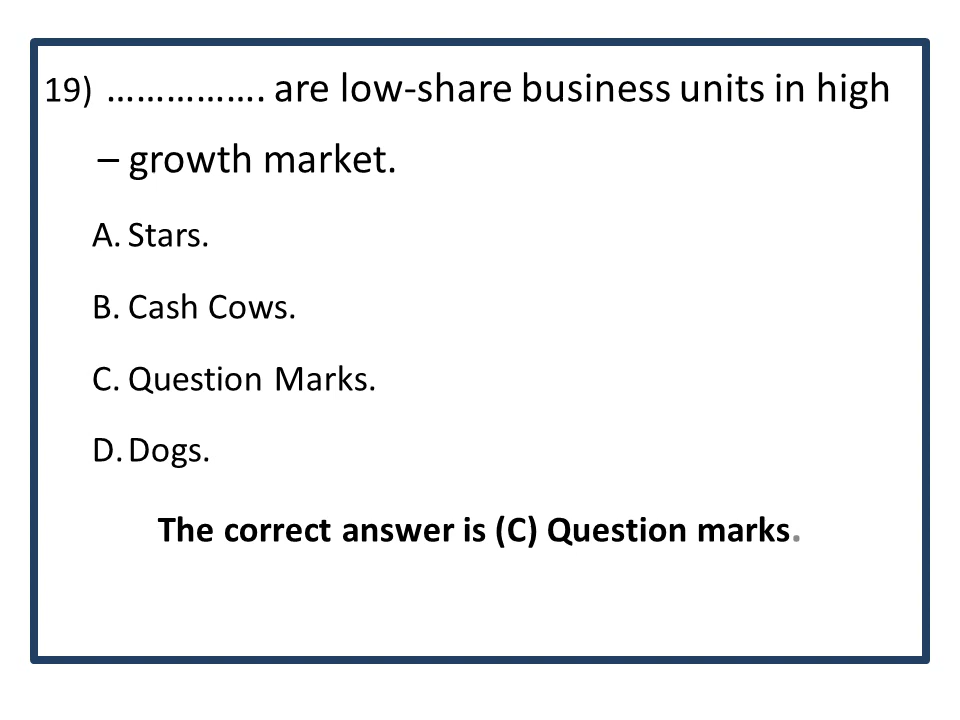 19) ……………. are low-share business units in high
– growth market.
A. Stars.
B. Cash Cows.
C. Question Marks.
D. Dogs.
The correct answer is (C) Question marks.